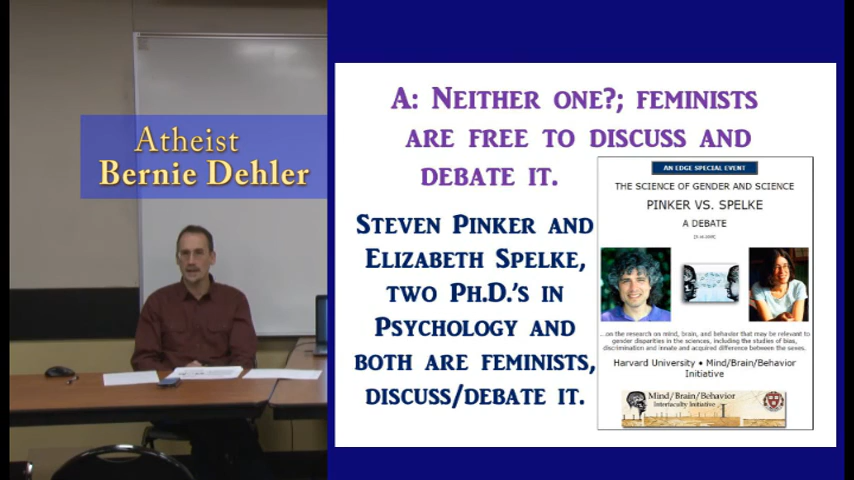 Atheist
Bernie Dehler
A: Neither one?; feminists
are free to discuss and
debate it.
Steven Pinker and
Elizabeth Spelke,
two Ph.D.'s in
Psychology and
both are feminists,
discuss/debate it.
AN EDGE SPECIAL EVENT
THE SCIENCE OF GENDER AND SCIENCE
PINKER VS. SPELKE
A DEBATE
...on the research on mind, brain, and behavior that may be relevant to
gender disparities in the sciences, including the studies of bias,
discrimination and innate and acquired difference between the sexes.
Harvard University • Mind/Brain/Behavior
Initiative
Mind/Brain/Behavior
Interfaculty Initiative